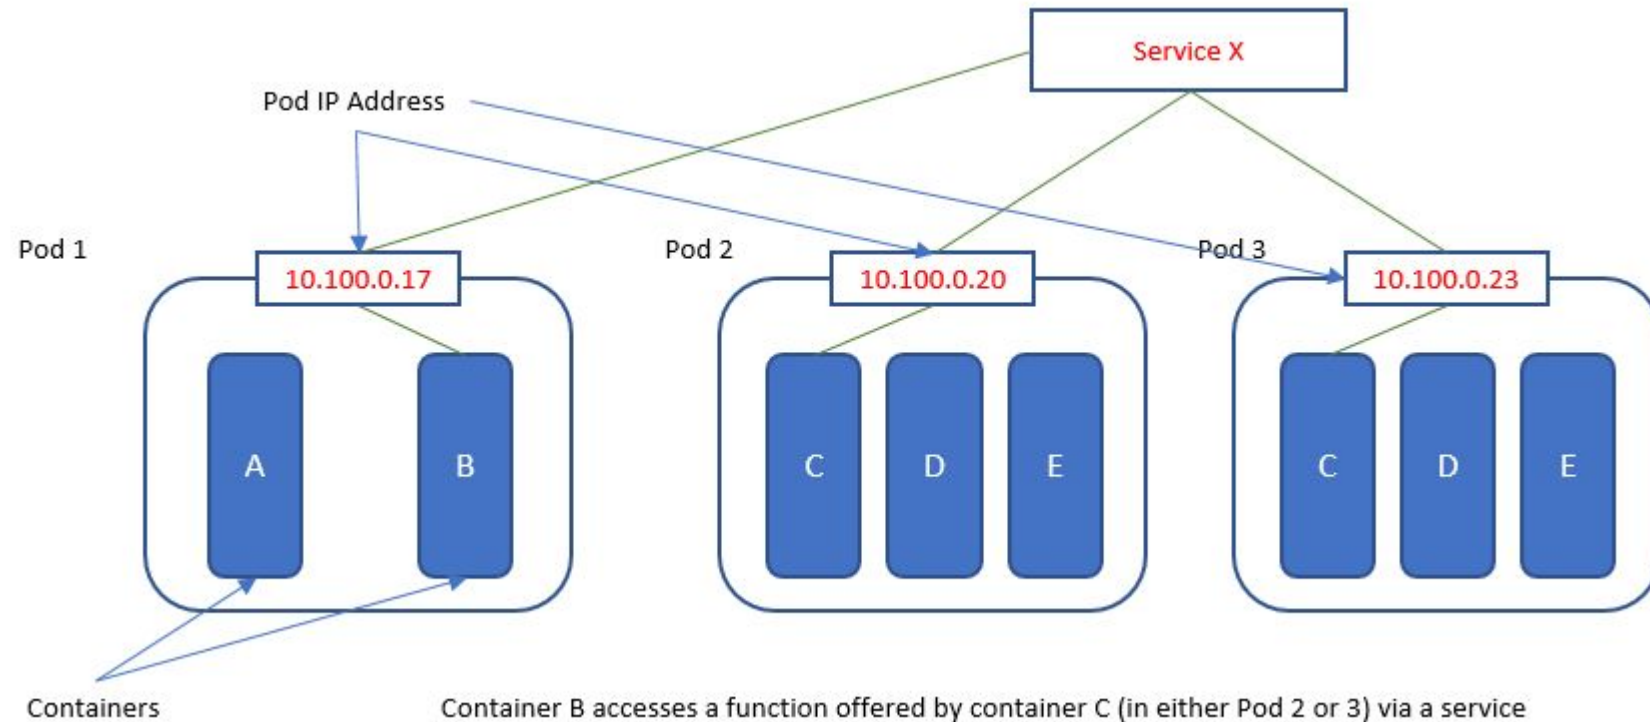 Service X
Pod IP Address
Pod 1
Pod 2
Pod 3
10.100.0.17
10.100.0.20
10.100.0.23
A
B
C
D
E
C
D
E
Containers
Container B accesses a function offered by container C (in either Pod 2 or 3) via a service